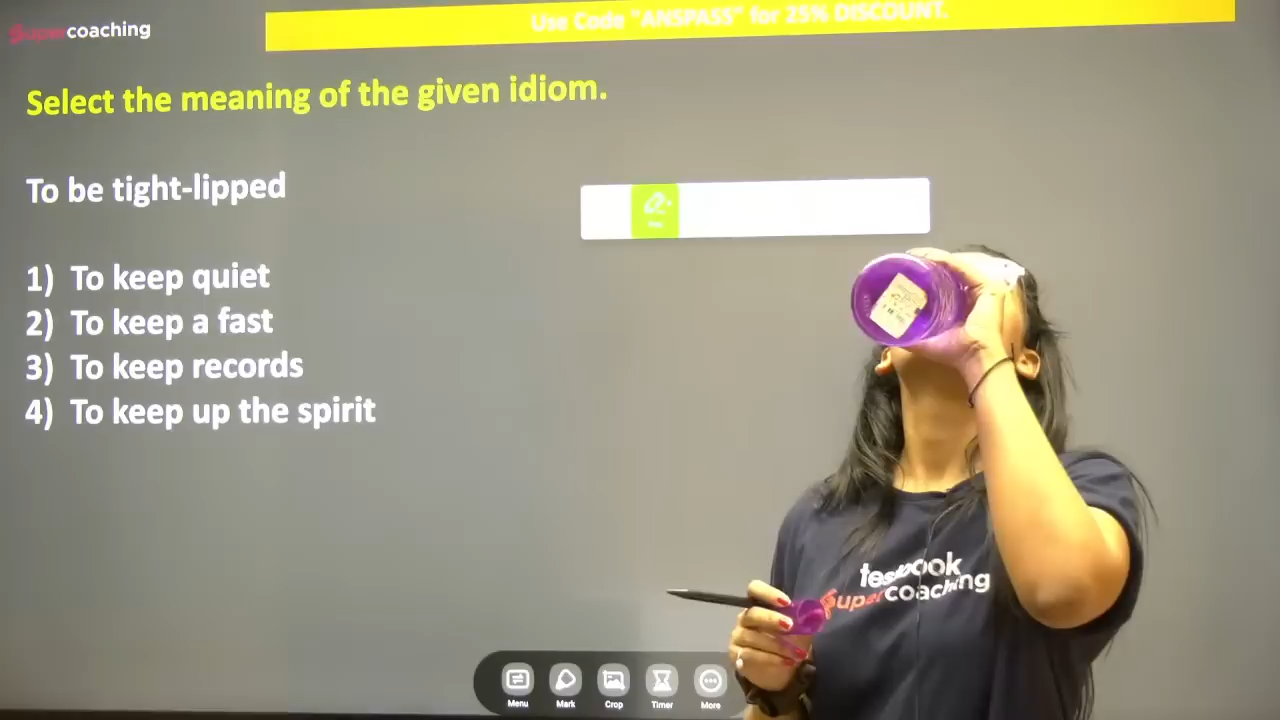 Supercoaching
Use Code "ANSPASS" for 25% DISCOUNT.
Select the meaning of the given idiom.
To be tight-lipped
1) To keep quiet
2) To keep a fast
3) To keep records
4) To keep up the spirit
testbook
Supercoaching
Menu
Mark
Crop
Timer
More